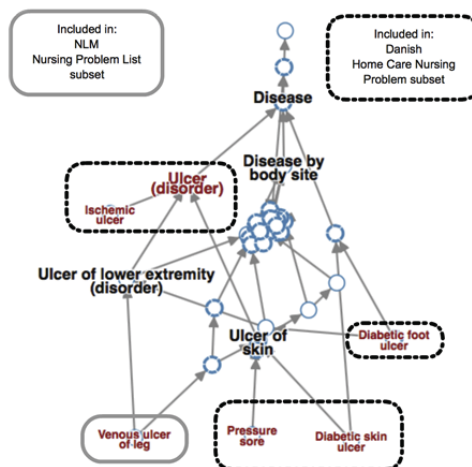 Included in:
NLM
Nursing Problem List
subset
Included in:
Danish
Home Care Nursing
Problem subset
Disease
Disease by
body site
Ulcer
(disorder)
Ischemic
ulcer
Ulcer of lower extremity
(disorder)
Ulcer of
skin
Diabetic foot
ulcer
Venous ulcer
of leg
Pressure
sore
Diabetic skin
ulcer